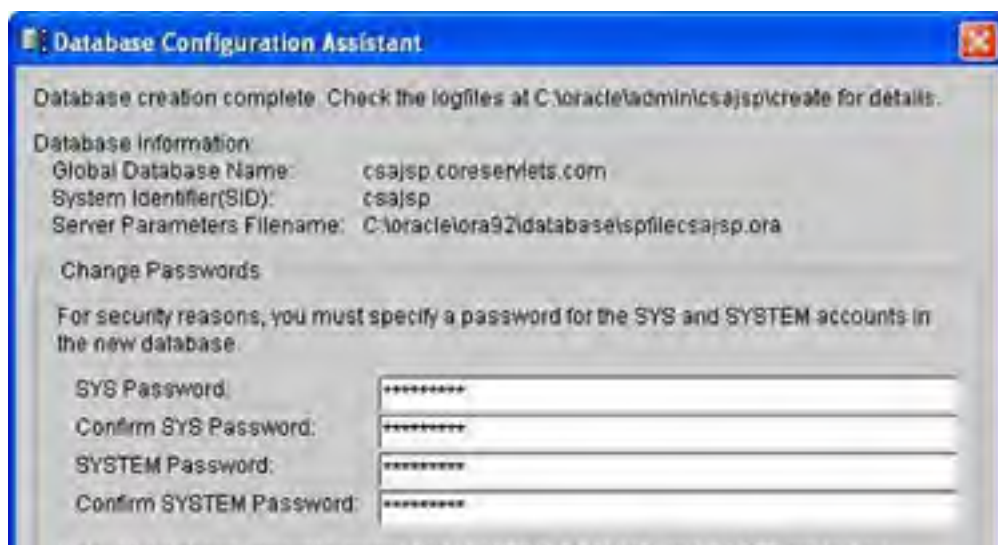 Database Configuration Assistant
Database creation complete. Check the logfiles at C:\oracle\admin\csajsp\create for details.
Database Information:
Global Database Name: csajsp.coreservlets.com
System Identifier(SID): csajsp
Server Parameters Filename: C:\oracle\ora92\database\spfilecsajsp.ora
Change Passwords
For security reasons, you must specify a password for the SYS and SYSTEM accounts in
the new database.
SYS Password: *********
Confirm SYS Password: *********
SYSTEM Password: *********
Confirm SYSTEM Password: *********